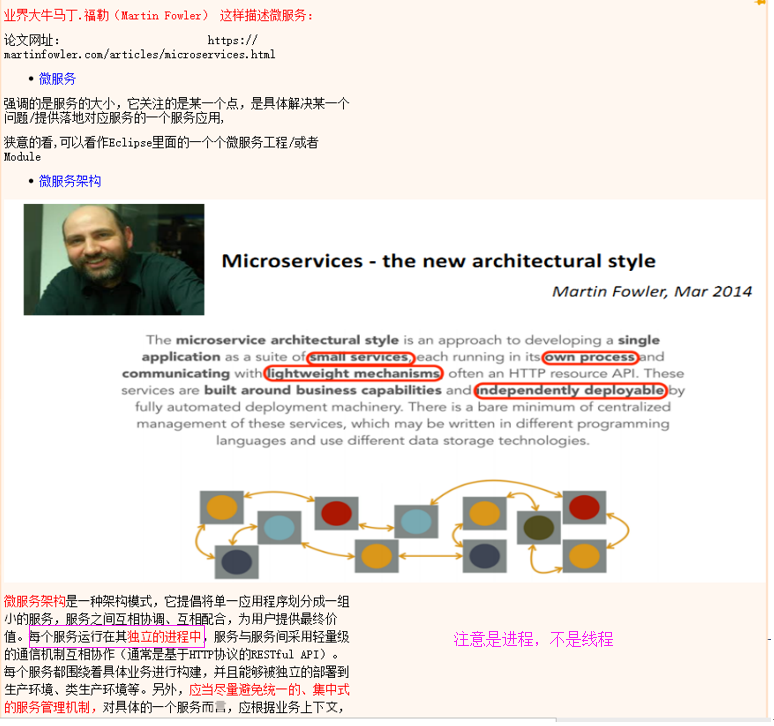 业界大牛马丁.福勒（Martin Fowler） 这样描述微服务：
论文网址： https://
martinfowler.com/articles/microservices.html
• 微服务
强调的是服务的大小，它关注的是某一个点，是具体解决某一个
问题/提供落地对应服务的一个服务应用,
狭意的看,可以看作Eclipse里面的一个个微服务工程/或者
Module
• 微服务架构
Microservices - the new architectural style
Martin Fowler, Mar 2014
The microservice architectural style is an approach to developing a single
application as a suite of small services, each running in its own process and
communicating with lightweight mechanisms, often an HTTP resource API. These
services are built around business capabilities and independently deployable by
fully automated deployment machinery. There is a bare minimum of centralized
management of these services, which may be written in different programming
languages and use different data storage technologies.
微服务架构是一种架构模式，它提倡将单一应用程序划分成一组
小的服务，服务之间互相协调、互相配合，为用户提供最终价
值。每个服务运行在其独立的进程中，服务与服务间采用轻量级
的通信机制互相协作（通常是基于HTTP协议的RESTful API）。
每个服务都围绕着具体业务进行构建，并且能够被独立的部署到
生产环境、类生产环境等。另外，应当尽量避免统一的、集中式
的服务管理机制，对具体的一个服务而言，应根据业务上下文，
注意是进程，不是线程